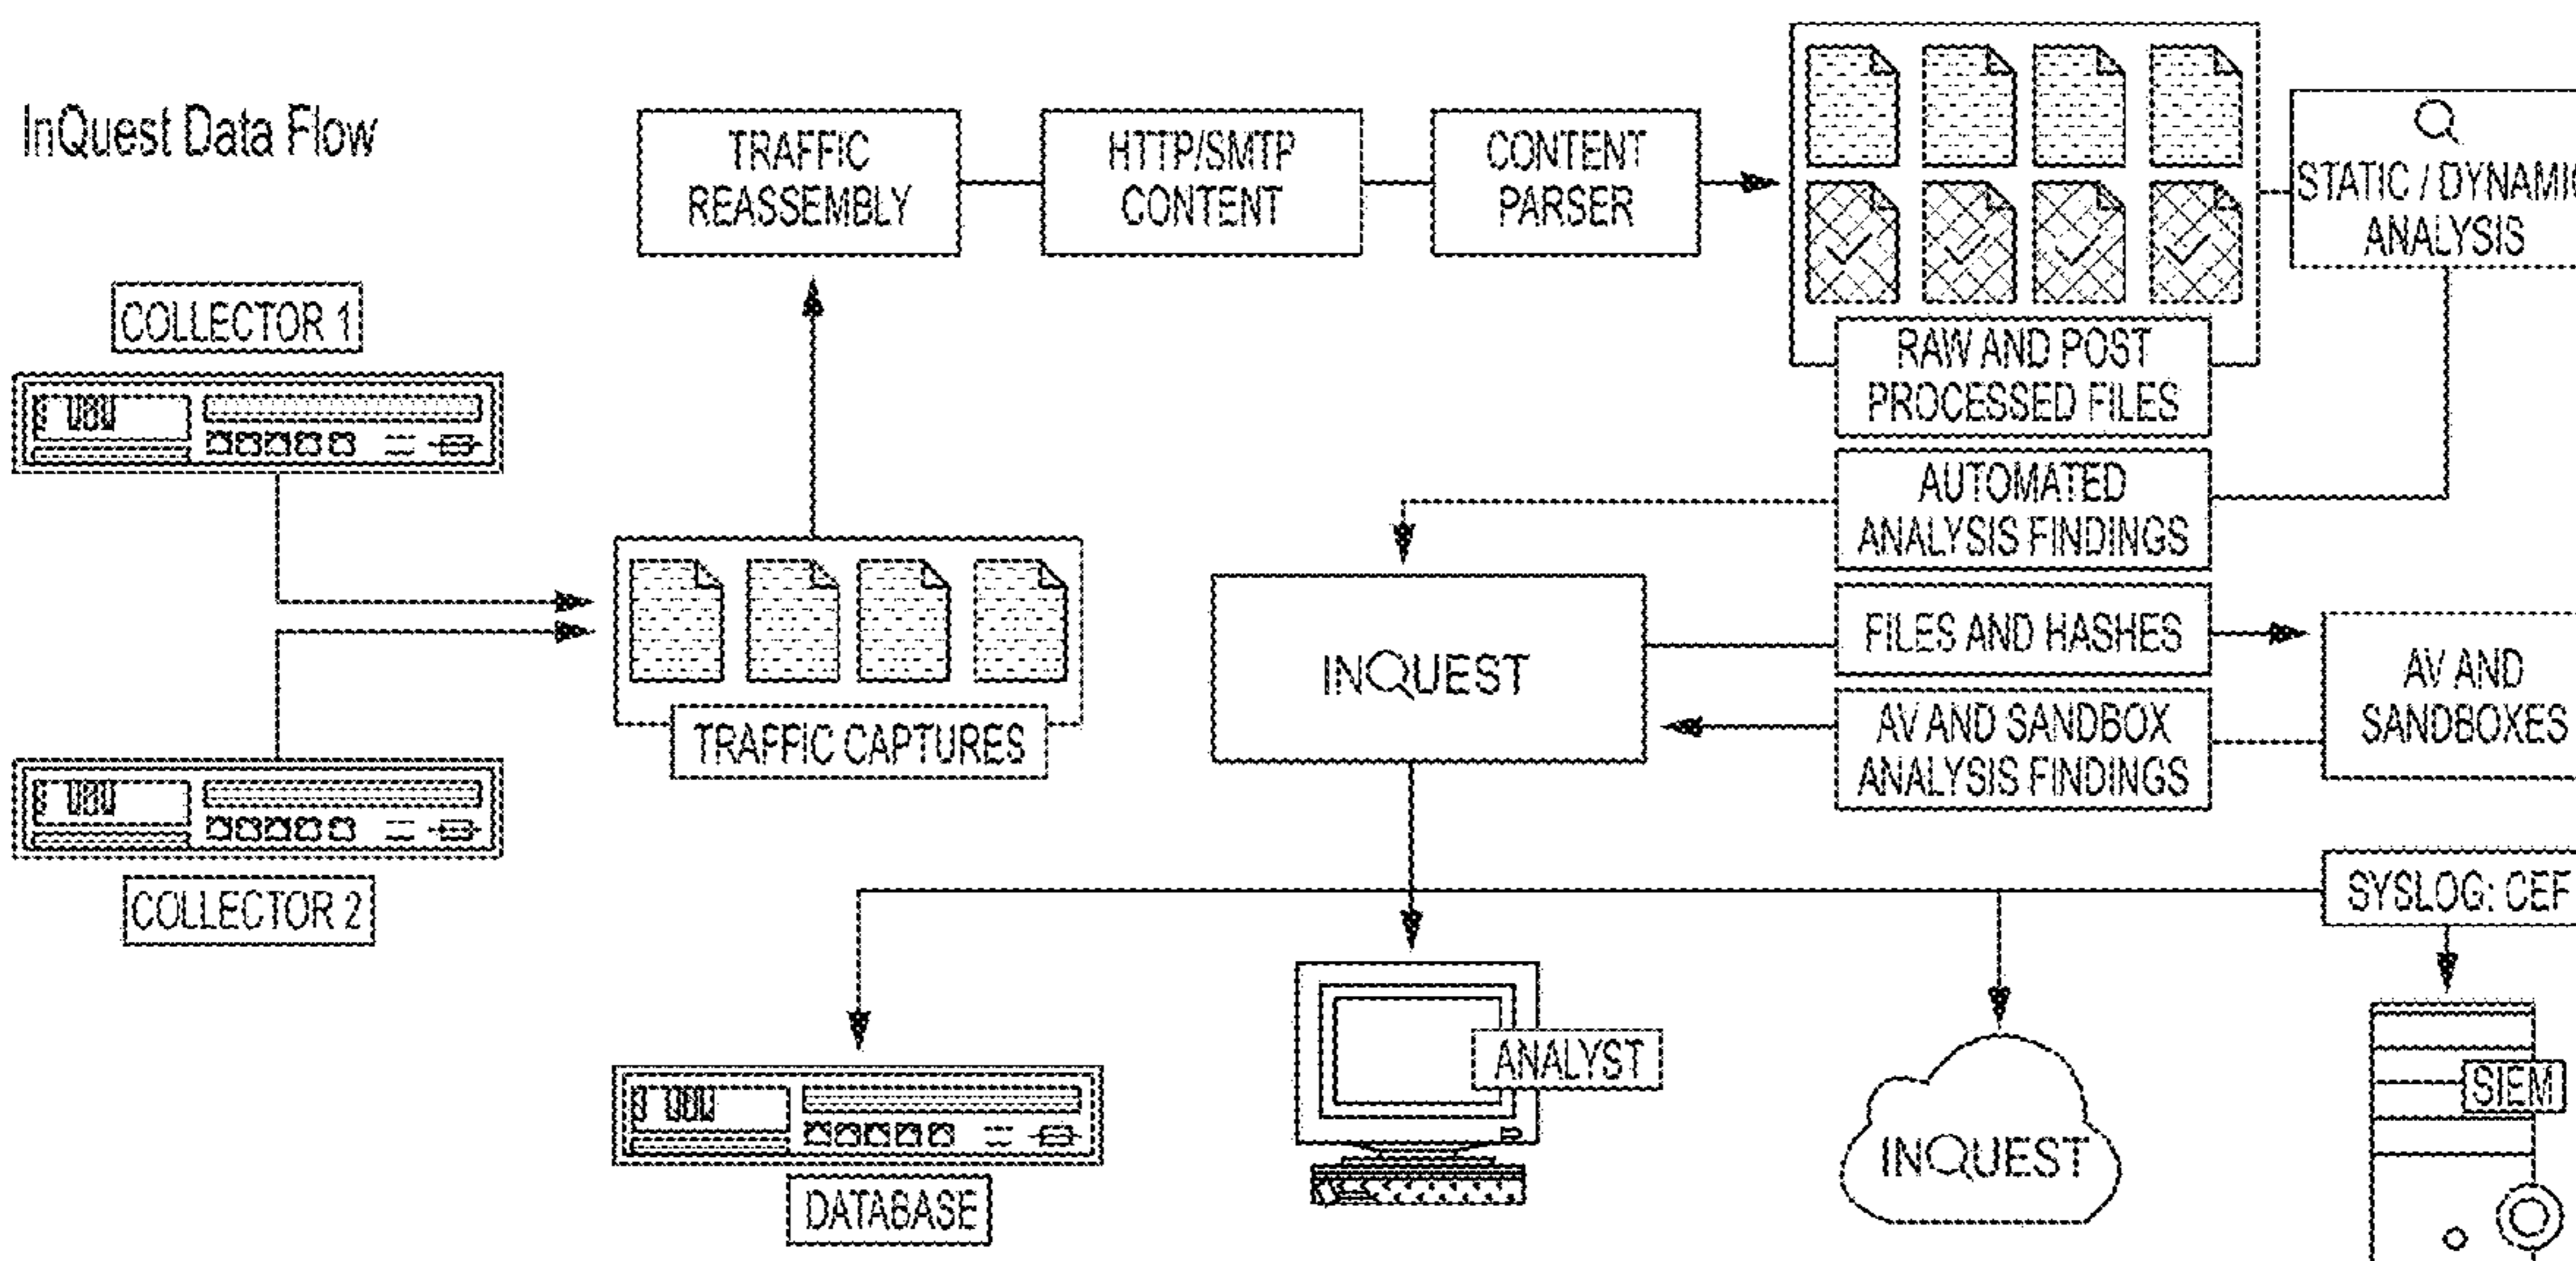 InQuest Data Flow
TRAFFIC
REASSEMBLY
HTTP/SMTP
CONTENT
CONTENT
PARSER
STATIC / DYNAMIC
ANALYSIS
RAW AND POST
PROCESSED FILES
COLLECTOR 1
AUTOMATED
ANALYSIS FINDINGS
FILES AND HASHES
INQUEST
AV AND
SANDBOXES
TRAFFIC CAPTURES
AV AND SANDBOX
ANALYSIS FINDINGS
COLLECTOR 2
SYSLOG: CEF
ANALYST
SIEM
INQUEST
DATABASE